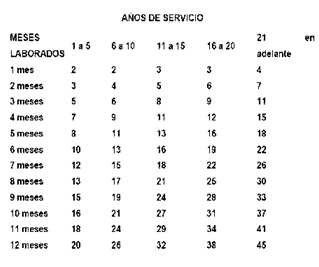 AÑOS DE SERVICIO
MESES LABORADOS 1 a 5 6 a 10 11 a 15 16 a 20 21 en adelante
1 mes 2 2 3 3 4
2 meses 3 4 5 6 7
3 meses 5 6 8 9 11
4 meses 7 9 11 12 15
5 meses 8 11 13 16 18
6 meses 10 13 16 19 22
7 meses 12 15 18 22 26
8 meses 13 17 21 25 30
9 meses 15 19 24 28 33
10 meses 16 21 27 31 37
11 meses 18 24 29 34 41
12 meses 20 26 32 38 45